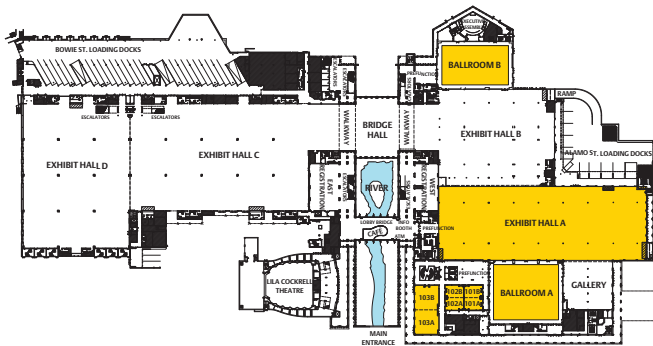 EXECUTIVE
ASSEMBLY
BOWIE ST. LOADING DOCKS
BALLROOM B
PREFUNCTION
ESCALATORS
RAMP
ESCALATORS
ESCALATORS
WALKWAY
BRIDGE
HALL
WALKWAY
EXHIBIT HALL B
ALAMO ST. LOADING DOCKS
EXHIBIT HALL D
EXHIBIT HALL C
EAST
REGISTRATION
ESCALATORS
RIVER
WEST
REGISTRATION
EXHIBIT HALL A
LOBBY BRIDGE
INFO
BOOTH
ATM
CAFE
PREFUNCTION
PREFUNCTION
LILA COCKRELL
THEATRE
103B
103A
102B
102A
101B
101A
BALLROOM A
GALLERY
MAIN
ENTRANCE